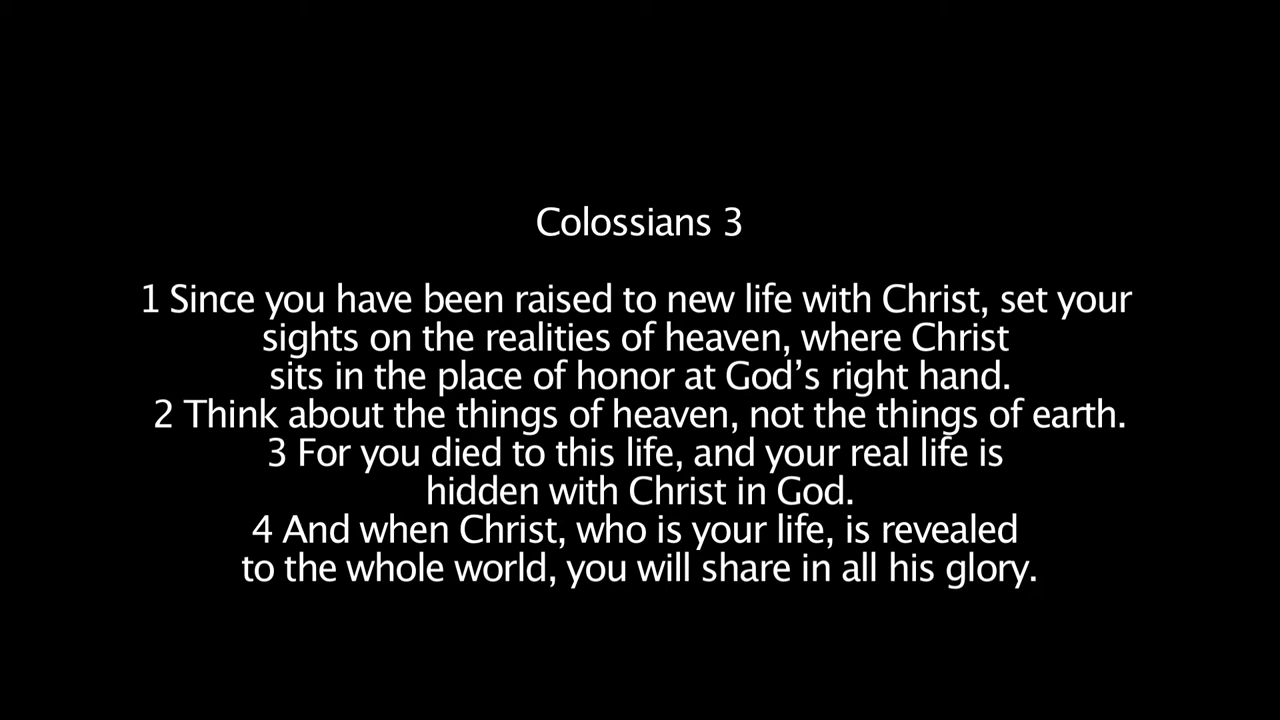 Colossians 3
1 Since you have been raised to new life with Christ, set your
sights on the realities of heaven, where Christ
sits in the place of honor at God’s right hand.
2 Think about the things of heaven, not the things of earth.
3 For you died to this life, and your real life is
hidden with Christ in God.
4 And when Christ, who is your life, is revealed
to the whole world, you will share in all his glory.